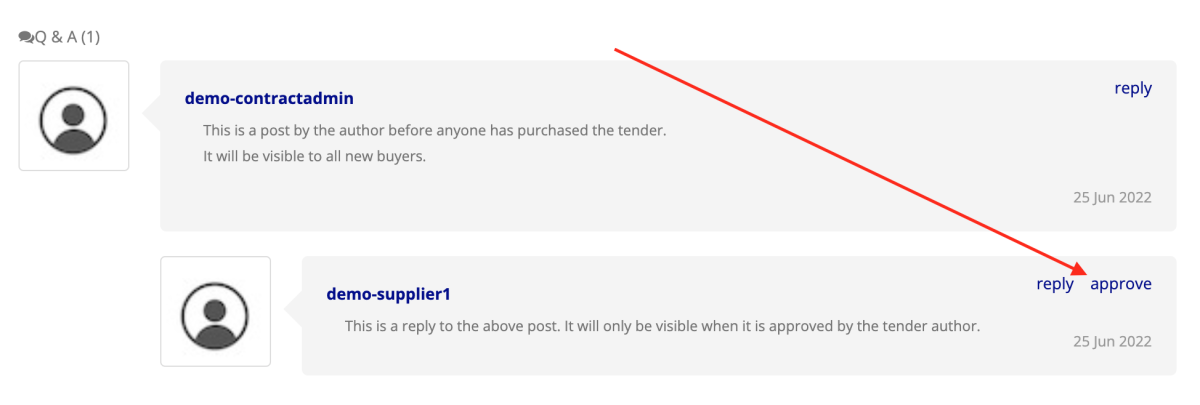 Q & A (1)
demo-contractadmin
reply
This is a post by the author before anyone has purchased the tender.
It will be visible to all new buyers.
25 Jun 2022
demo-supplier1
reply approve
This is a reply to the above post. It will only be visible when it is approved by the tender author.
25 Jun 2022